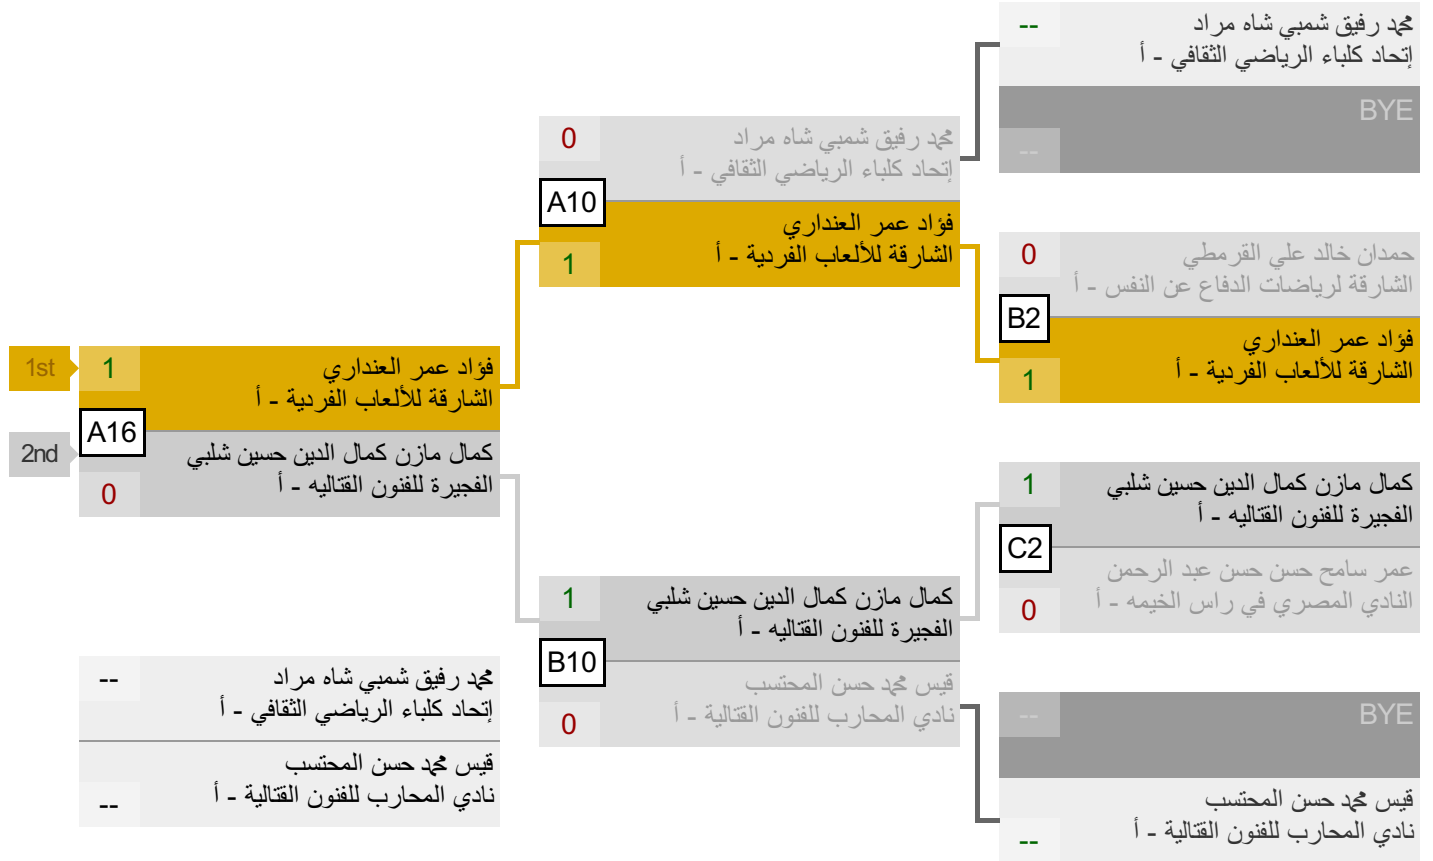 محمد رفيق شمبي شاه مراد
--
إتحاد كلباء الرياضي الثقافي - أ
BYE
--
حمدان خالد علي القرمطي
0
الشارقة لرياضات الدفاع عن النفس - أ
B2
فؤاد عمر العنداري
الشارقة للألعاب الفردية - أ
1
كمال مازن كمال الدين حسين شلبي
1
الفجيرة للفنون القتاليه - أ
C2
عمر سامح حسن حسن عبد الرحمن
النادي المصري في راس الخيمه - أ
0
BYE
--
قيس محمد حسن المحتسب
نادي المحارب للفنون القتالية - أ
--
محمد رفيق شمبي شاه مراد
0
إتحاد كلباء الرياضي الثقافي - أ
A10
فؤاد عمر العنداري
الشارقة للألعاب الفردية - أ
1
كمال مازن كمال الدين حسين شلبي
1
الفجيرة للفنون القتاليه - أ
B10
قيس محمد حسن المحتسب
نادي المحارب للفنون القتالية - أ
0
فؤاد عمر العنداري
1
1st
الشارقة للألعاب الفردية - أ
A16
كمال مازن كمال الدين حسين شلبي
2nd
الفجيرة للفنون القتاليه - أ
0
محمد رفيق شمبي شاه مراد
--
إتحاد كلباء الرياضي الثقافي - أ
قيس محمد حسن المحتسب
نادي المحارب للفنون القتالية - أ
--